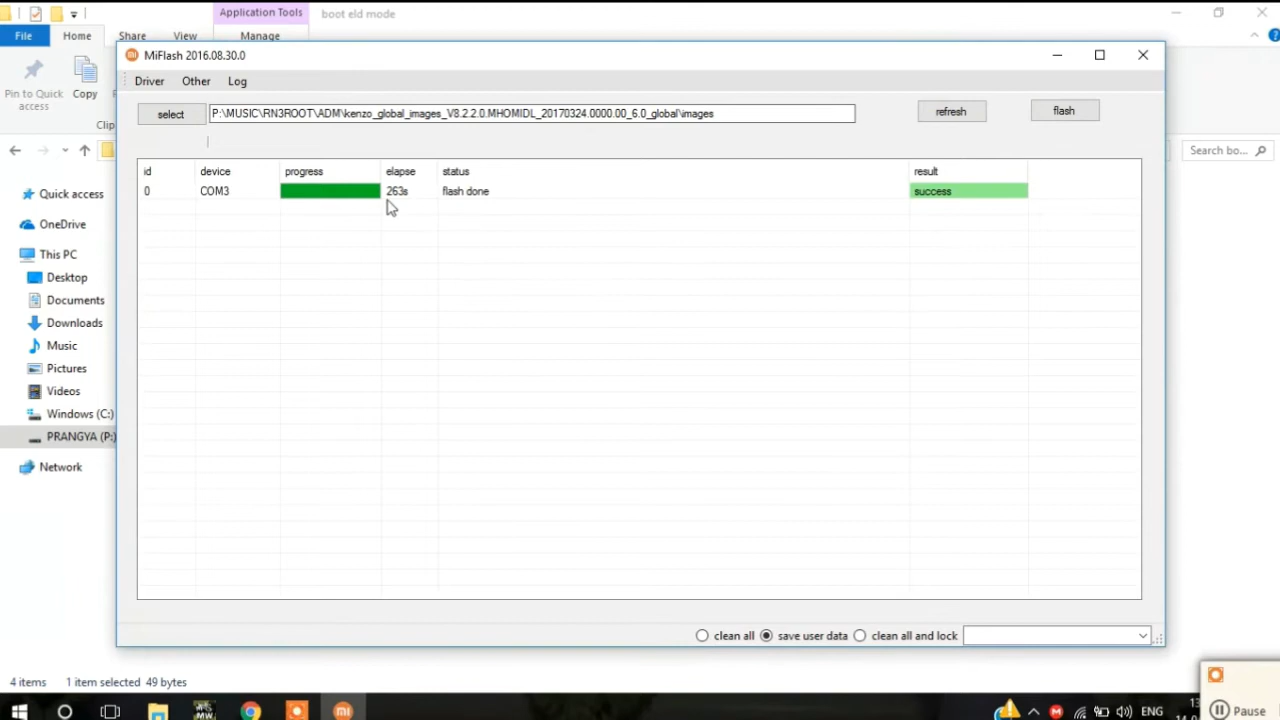 Application Tools
boot eld mode
File
Home
Share
View
Manage
MiFlash 2016.08.30.0
Driver
Other
Log
Pin to Quick access
Copy
Clip
select
P:\MUSIC\RN3ROOT\ADM\kenzo_global_images_V8.2.2.0.MHOMIDL_20170324.0000.00_6.0_global\images
refresh
flash
Search bo...
id device progress elapse status result
0 COM3 263s flash done success
Quick access
OneDrive
This PC
Desktop
Documents
Downloads
Music
Pictures
Videos
Windows (C:)
PRANGYA (P:)
Network
clean all
save user data
clean all and lock
4 items
1 item selected 49 bytes
ENG
Pause